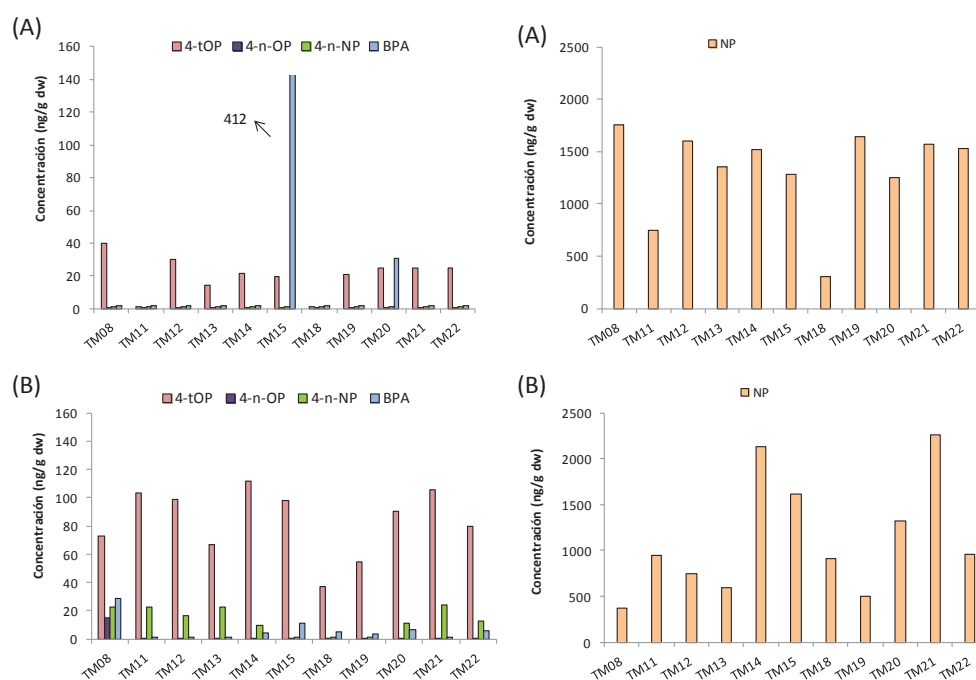 (A)
4-tOP 4-n-OP 4-n-NP BPA
Concentración (ng/g dw)
160
140
120
100
80
60
40
20
0
412
TM08 TM11 TM12 TM13 TM14 TM15 TM18 TM19 TM20 TM21 TM22
(A)
NP
Concentración (ng/g dw)
2500
2000
1500
1000
500
0
TM08 TM11 TM12 TM13 TM14 TM15 TM18 TM19 TM20 TM21 TM22
(B)
4-tOP 4-n-OP 4-n-NP BPA
Concentración (ng/g dw)
160
140
120
100
80
60
40
20
0
TM08 TM11 TM12 TM13 TM14 TM15 TM18 TM19 TM20 TM21 TM22
(B)
NP
Concentración (ng/g dw)
2500
2000
1500
1000
500
0
TM08 TM11 TM12 TM13 TM14 TM15 TM18 TM19 TM20 TM21 TM22